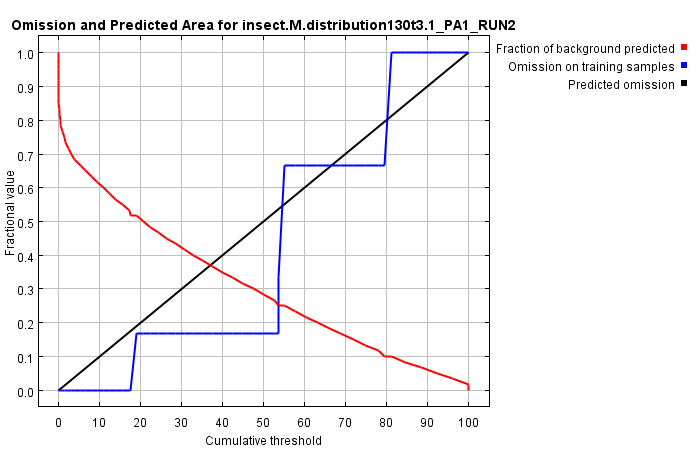 Omission and Predicted Area for insect.M.distribution130t3.1_PA1_RUN2
Fraction of background predicted
Omission on training samples
Predicted omission
Fractional value
1.0
0.9
0.8
0.7
0.6
0.5
0.4
0.3
0.2
0.1
0.0
0 10 20 30 40 50 60 70 80 90 100
Cumulative threshold